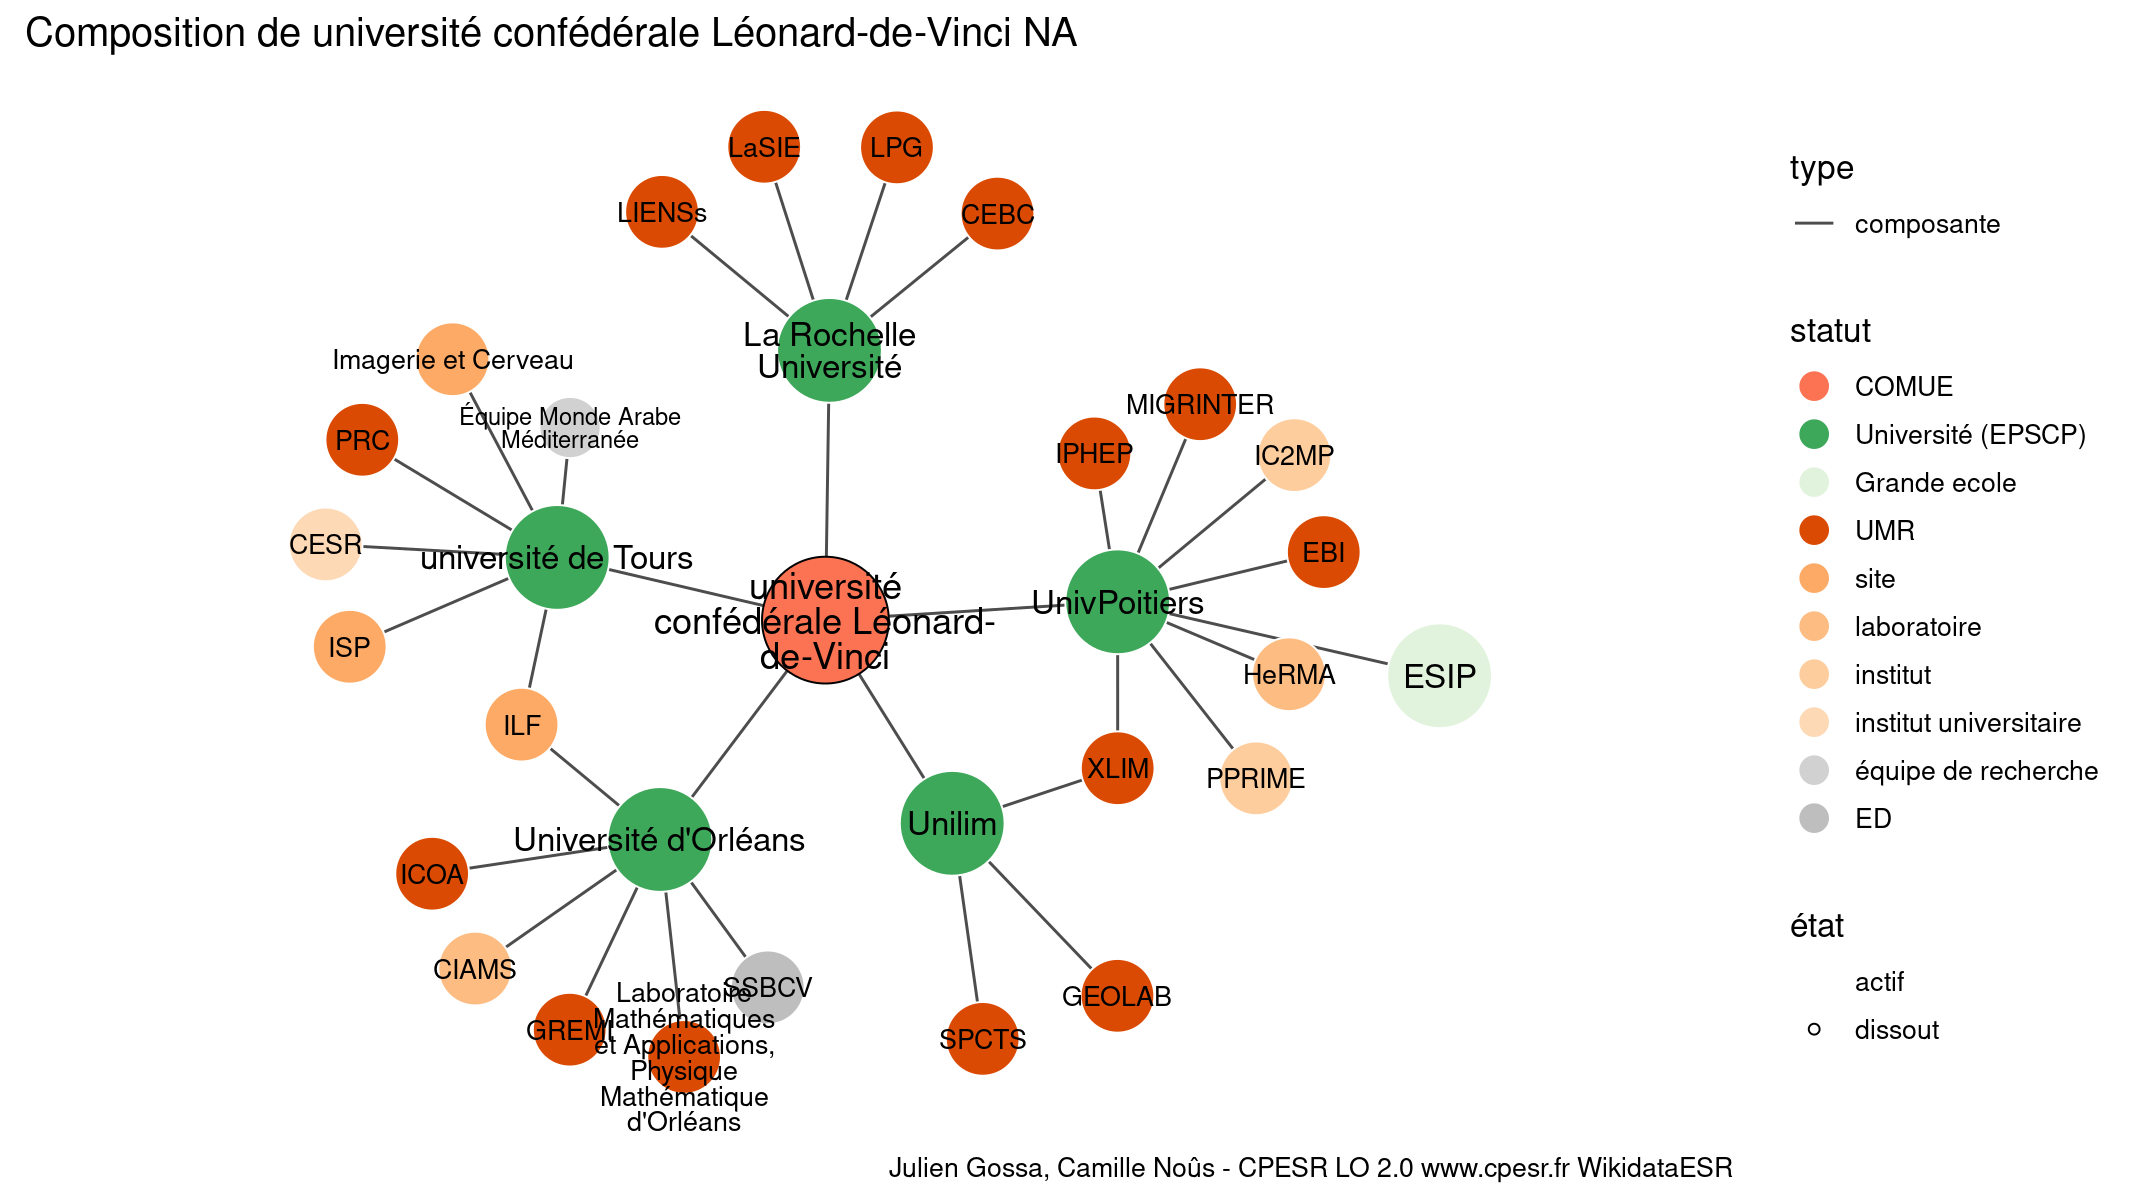 Composition de université confédérale Léonard-de-Vinci NA
LaSIE
LPG
LIENSs
CEBC
La Rochelle
Université
Imagerie et Cerveau
Équipe Monde Arabe
Méditerranée
PRC
CESR
université de Tours
ISP
ILF
université
confédérale Léonard-
de-Vinci
MIGRINTER
IPHEP
IC2MP
EBI
UnivPoitiers
HeRMA
ESIP
XLIM
PPRIME
Unilim
Université d'Orléans
ICOA
CIAMS
GREMI
Laboratoire
Mathématiques
et Applications,
Physique
Mathématique
d'Orléans
SSBCV
SPCTS
GEOLAB
type
composante
statut
COMUE
Université (EPSCP)
Grande ecole
UMR
site
laboratoire
institut
institut universitaire
équipe de recherche
ED
état
actif
dissout
Julien Gossa, Camille Noûs - CPESR LO 2.0 www.cpesr.fr WikidataESR